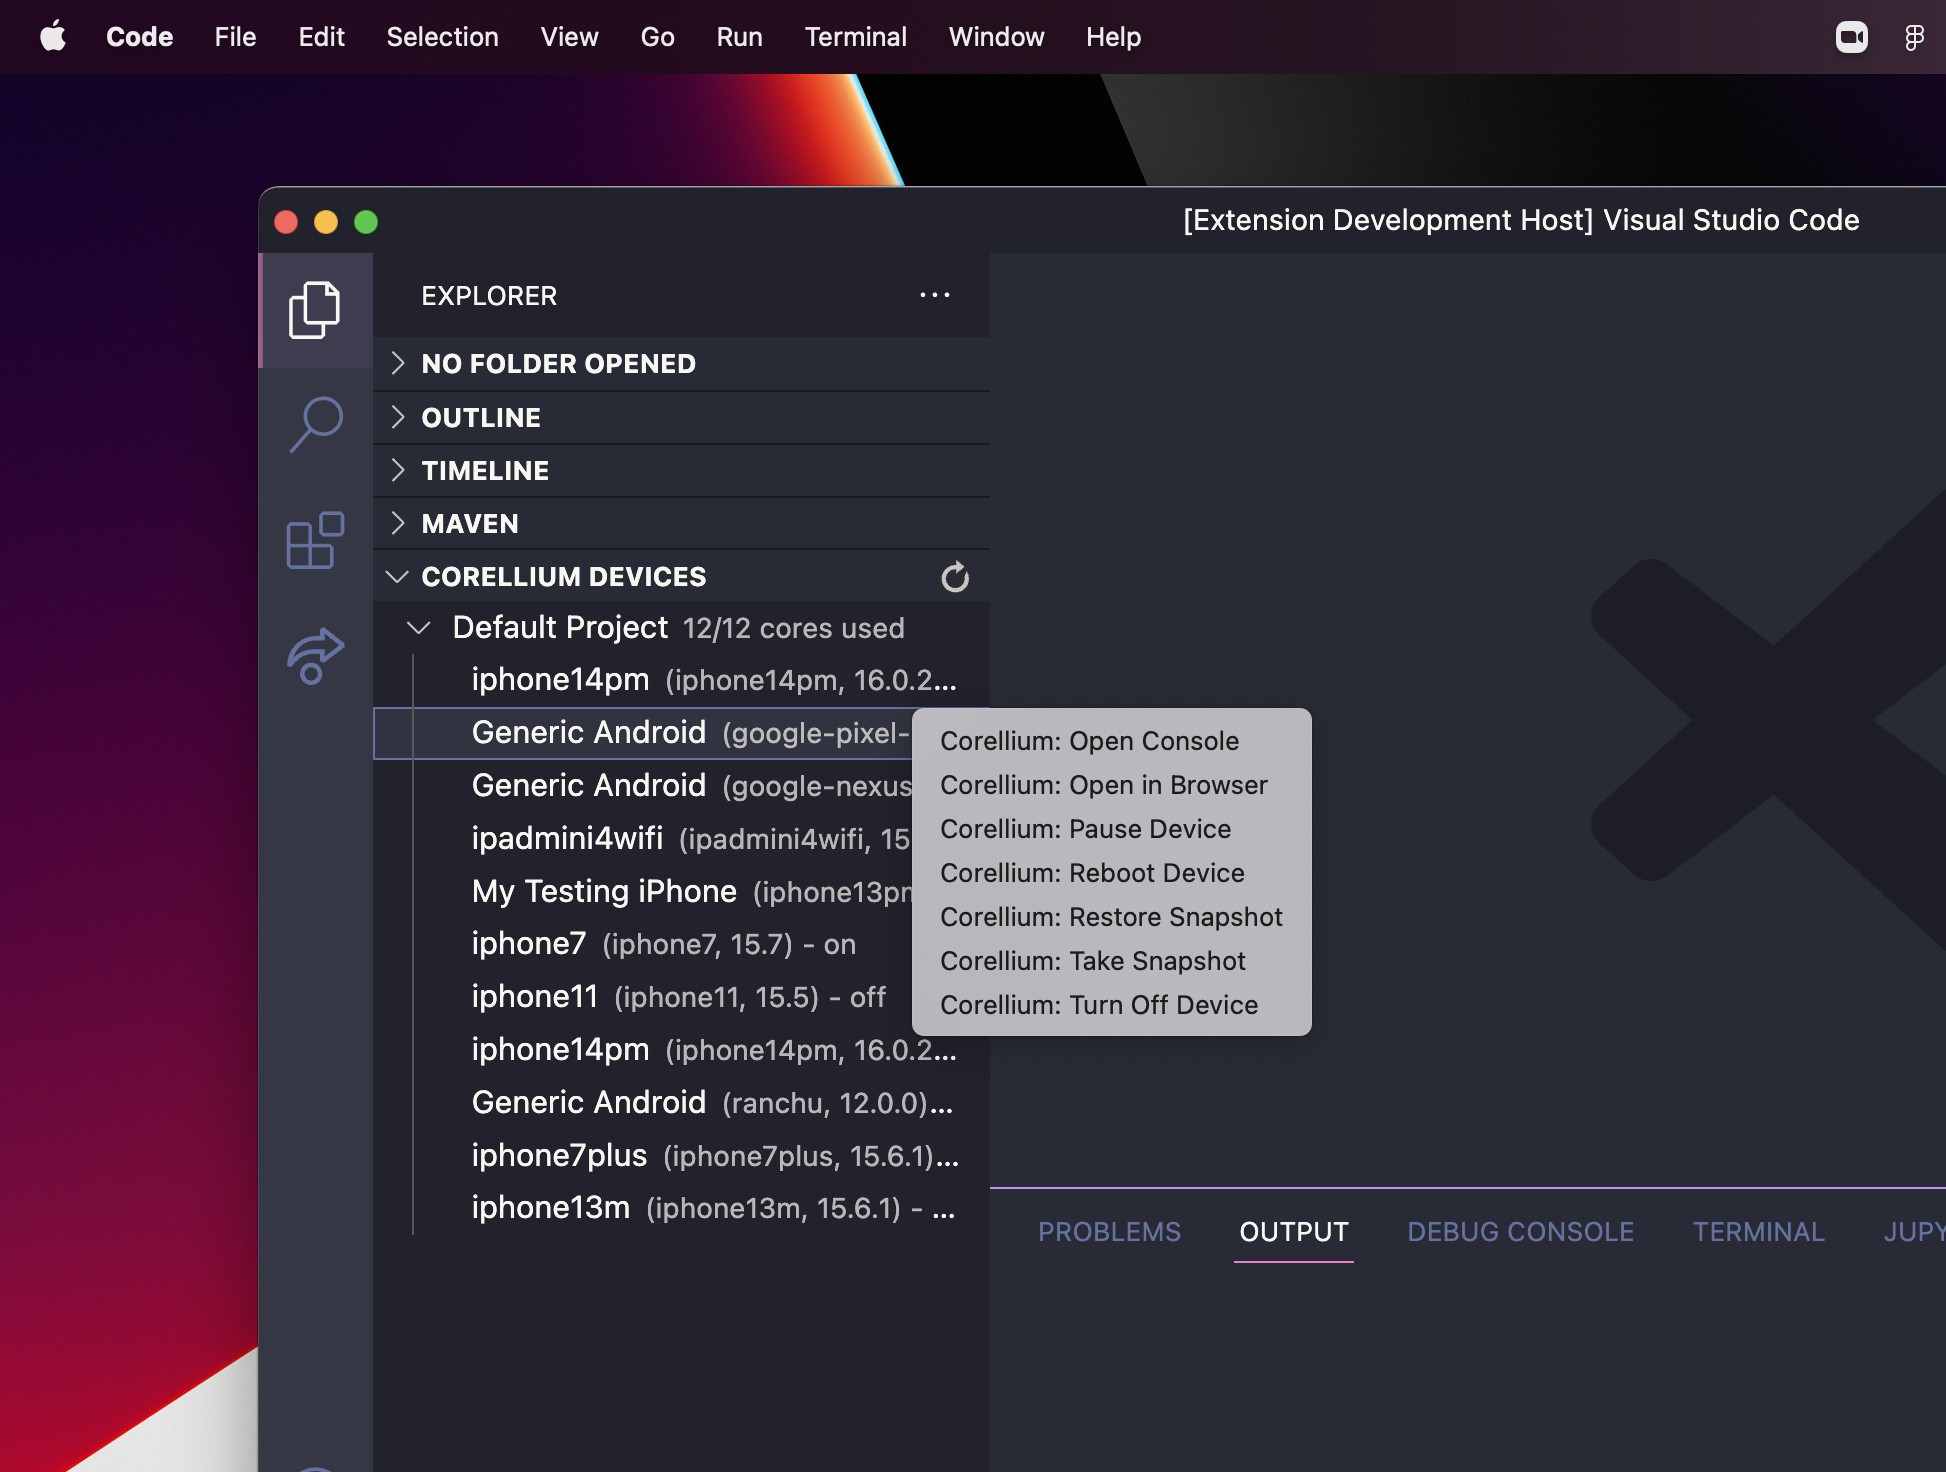 Code File Edit Selection View Go Run Terminal Window Help
[Extension Development Host] Visual Studio Code
EXPLORER
NO FOLDER OPENED
OUTLINE
TIMELINE
MAVEN
CORELLIUM DEVICES
Default Project 12/12 cores used
iphone14pm (iphone14pm, 16.0.2...
Generic Android (google-pixel-
Generic Android (google-nexus
ipadmini4wifi (ipadmini4wifi, 15
My Testing iPhone (iphone13pm
iphone7 (iphone7, 15.7) - on
iphone11 (iphone11, 15.5) - off
iphone14pm (iphone14pm, 16.0.2...
Generic Android (ranchu, 12.0.0)...
iphone7plus (iphone7plus, 15.6.1)...
iphone13m (iphone13m, 15.6.1) - ...
Corellium: Open Console
Corellium: Open in Browser
Corellium: Pause Device
Corellium: Reboot Device
Corellium: Restore Snapshot
Corellium: Take Snapshot
Corellium: Turn Off Device
PROBLEMS OUTPUT DEBUG CONSOLE TERMINAL JUPY